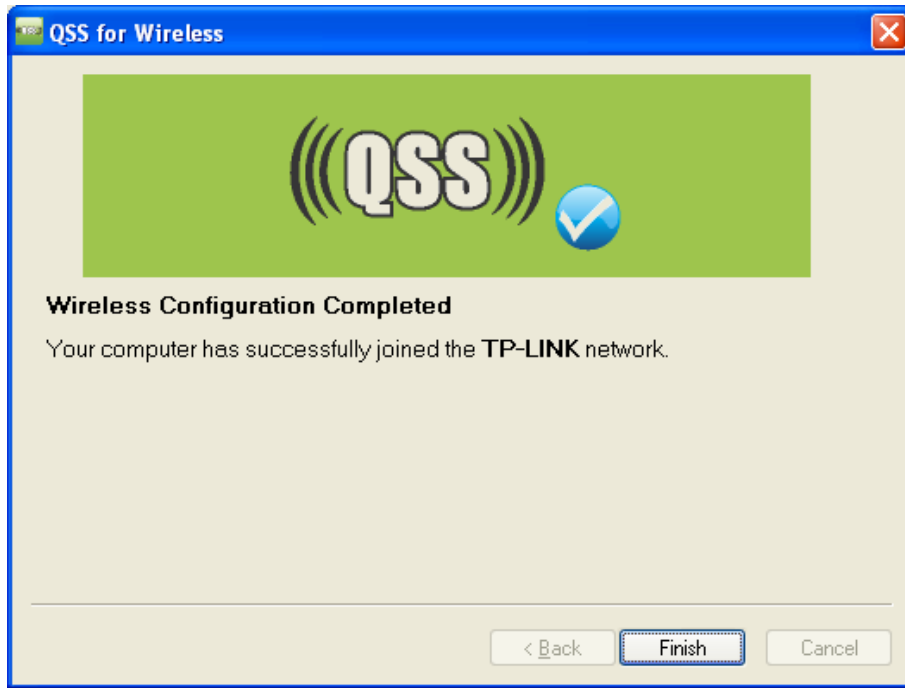 QSS for Wireless
(((QSS)))
Wireless Configuration Completed
Your computer has successfully joined the TP-LINK network.
< Back Finish Cancel